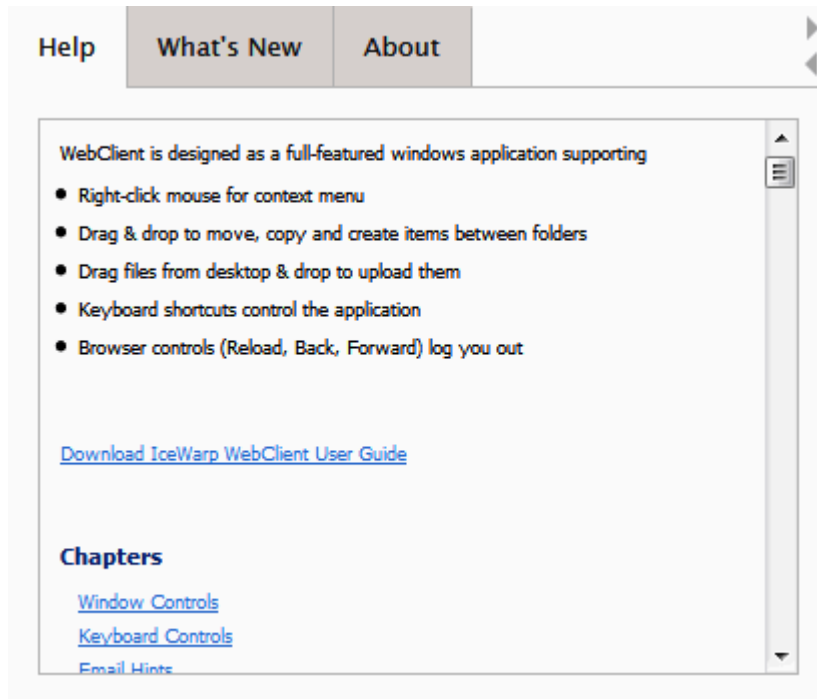 Help What's New About
WebClient is designed as a full-featured windows application supporting
• Right-click mouse for context menu
• Drag & drop to move, copy and create items between folders
• Drag files from desktop & drop to upload them
• Keyboard shortcuts control the application
• Browser controls (Reload, Back, Forward) log you out
Download IceWarp WebClient User Guide
Chapters
Window Controls
Keyboard Controls
Email Hints